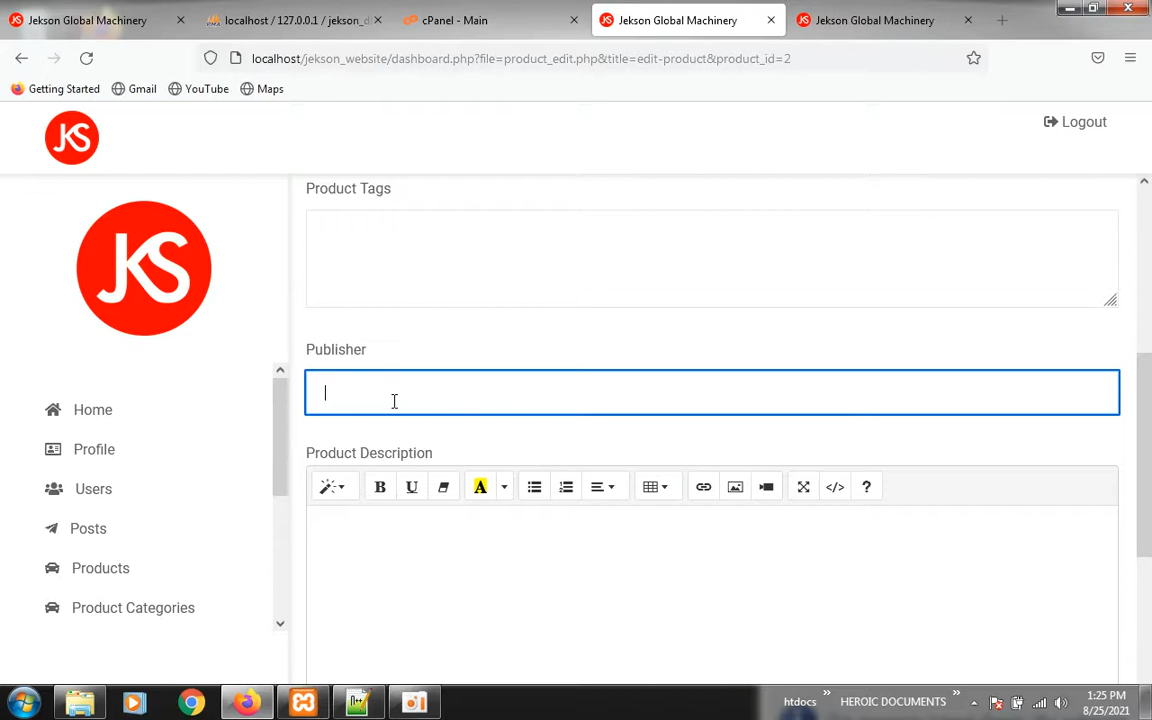 Jekson Global Machinery
localhost / 127.0.0.1 / jekson_d
cPanel - Main
Jekson Global Machinery
Jekson Global Machinery
localhost/jekson_website/dashboard.php?file=product_edit.php&title=edit-product&product_id=2
Getting Started
Gmail
YouTube
Maps
JKS
Logout
JKS
Home
Profile
Users
Posts
Products
Product Categories
Product Tags
Publisher
Product Description
B U A </> ?
htdocs
HEROIC DOCUMENTS
1:25 PM
8/25/2021